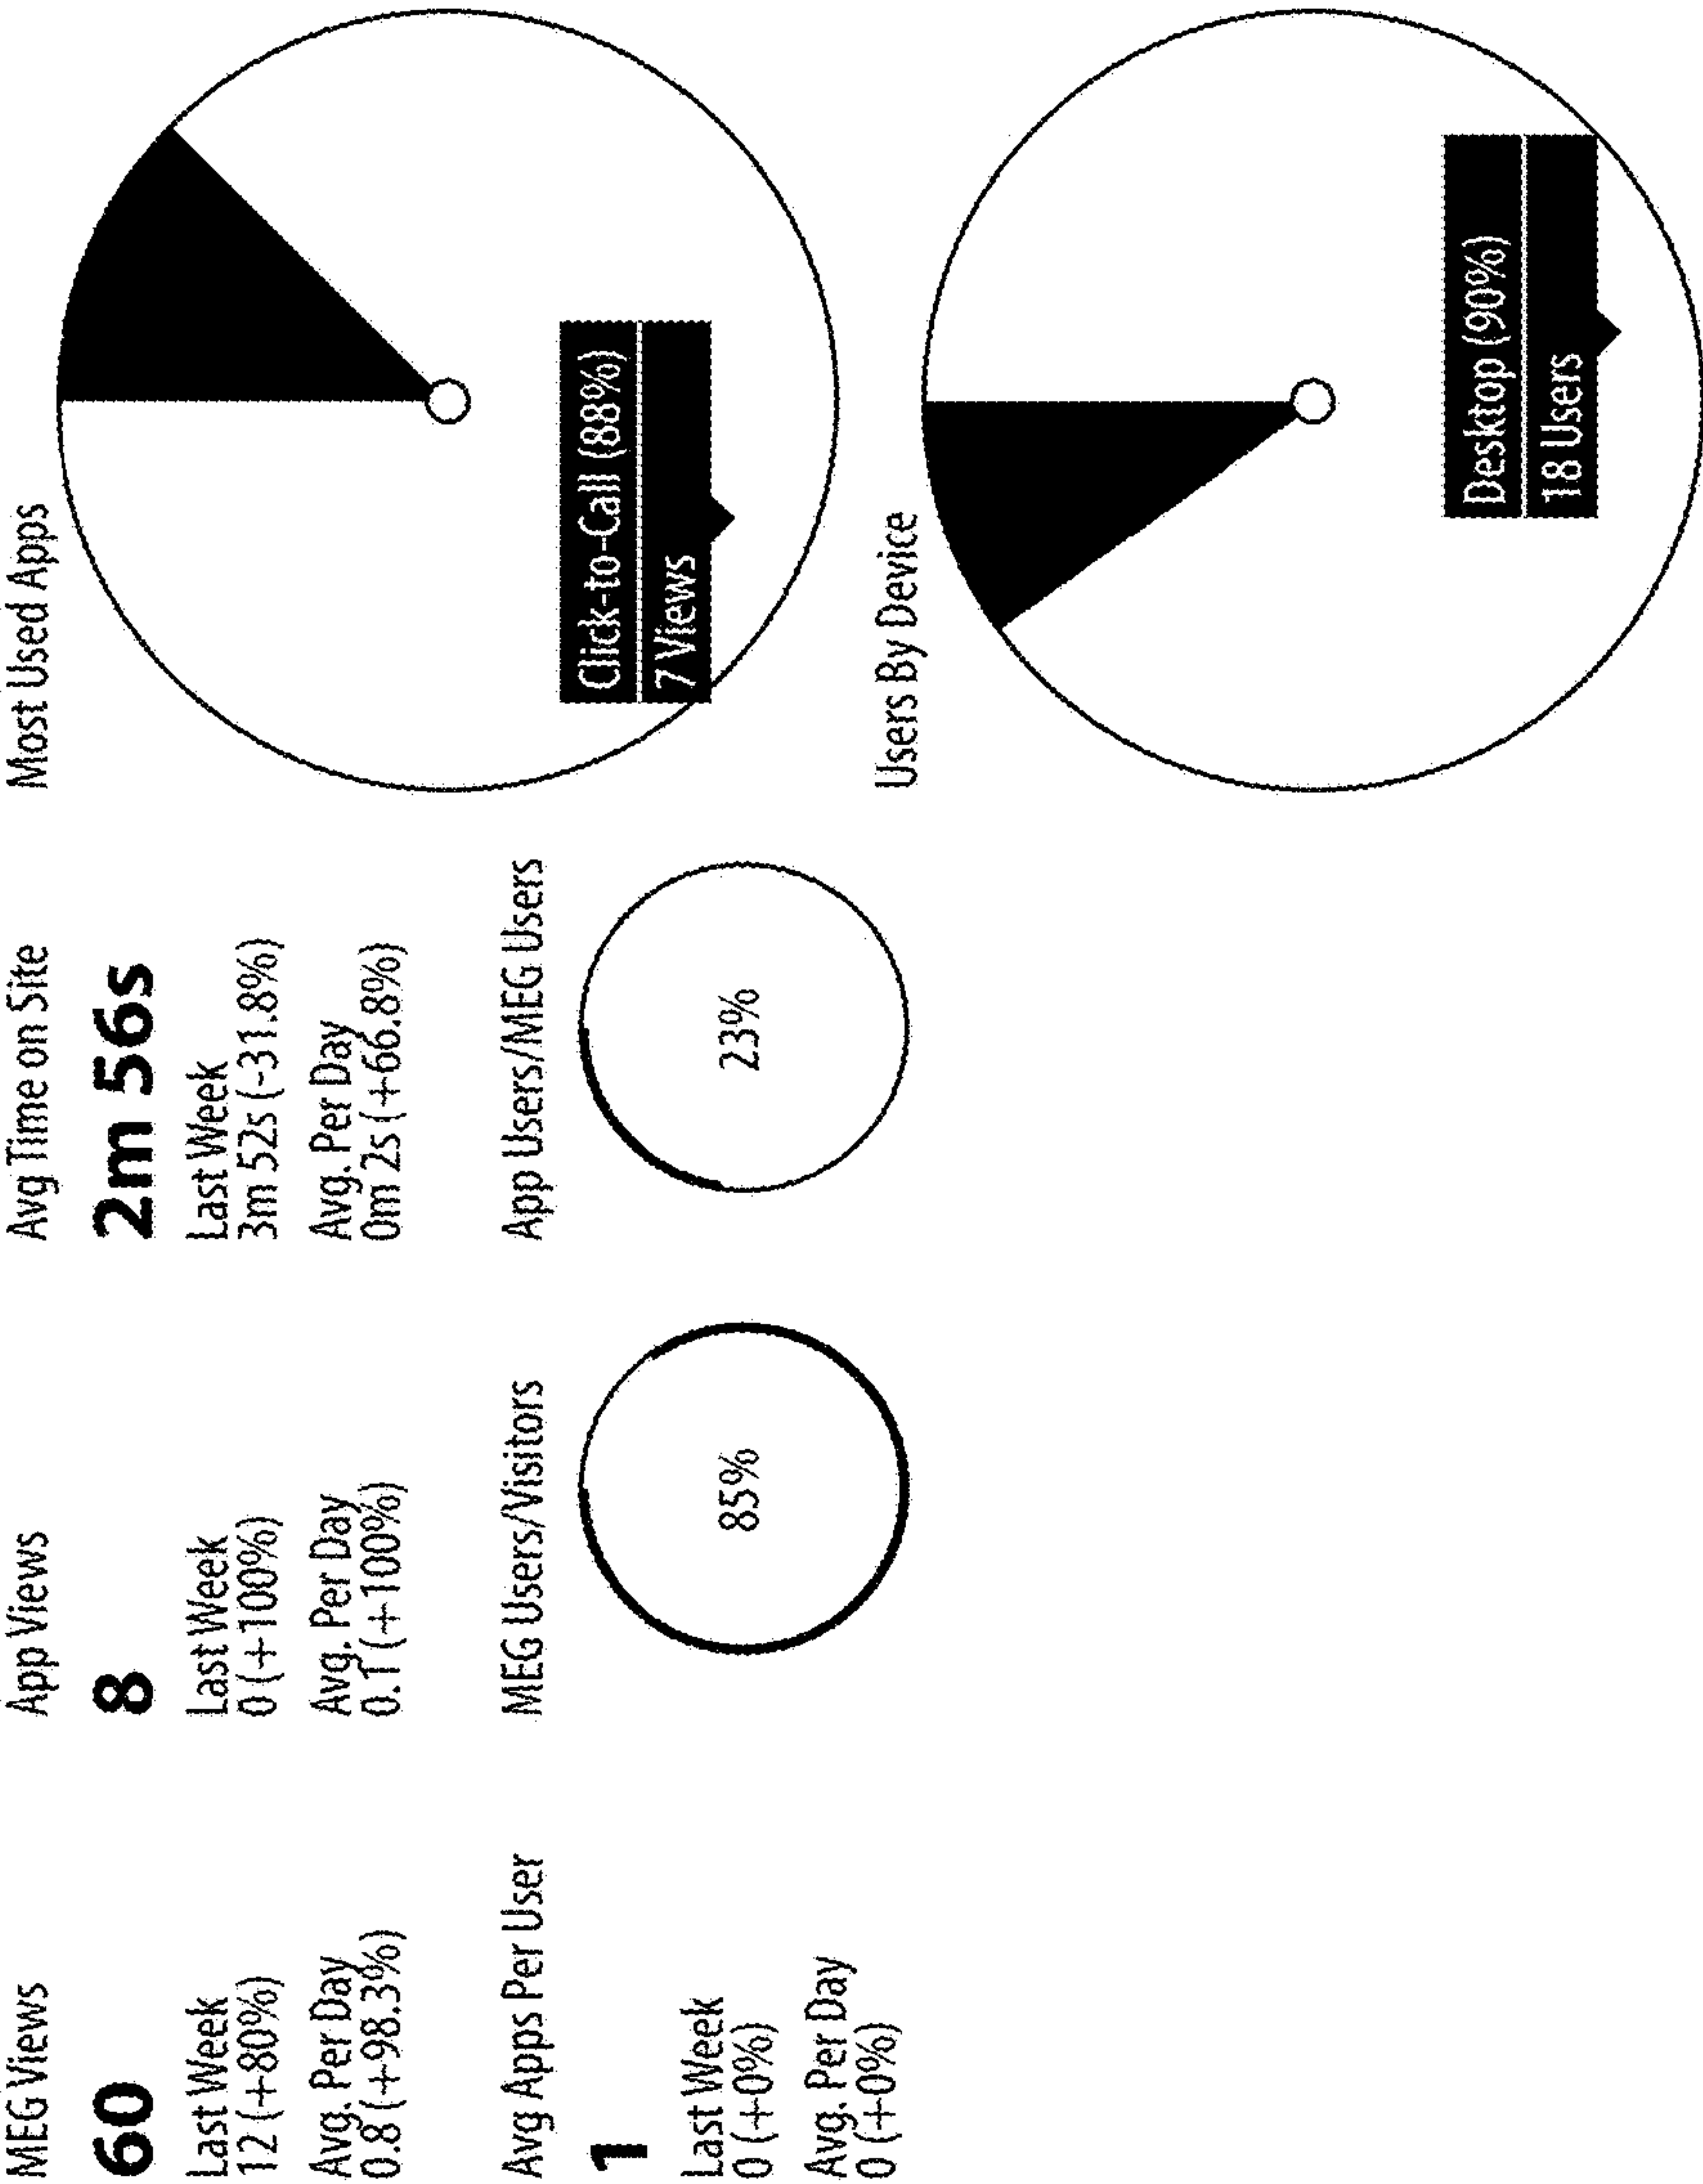 MEG Views
60
Last Week
12 (+80%)
Avg. Per Day
0.8 (+98.3%)
App Views
8
Last Week
0 (+100%)
Avg. Per Day
0.1 (+100%)
Avg Time on Site
2m 56s
Last Week
3m 52s (-31.8%)
Avg. Per Day
0m 2s (+66.8%)
Most Used Apps
Click-to-Call (88%)
7 Views
Avg Apps Per User
1
Last Week
0 (+0%)
Avg. Per Day
0 (+0%)
MEG Users/Visitors
85%
App Users/MEG Users
23%
Users By Device
Desktop (90%)
18 Users